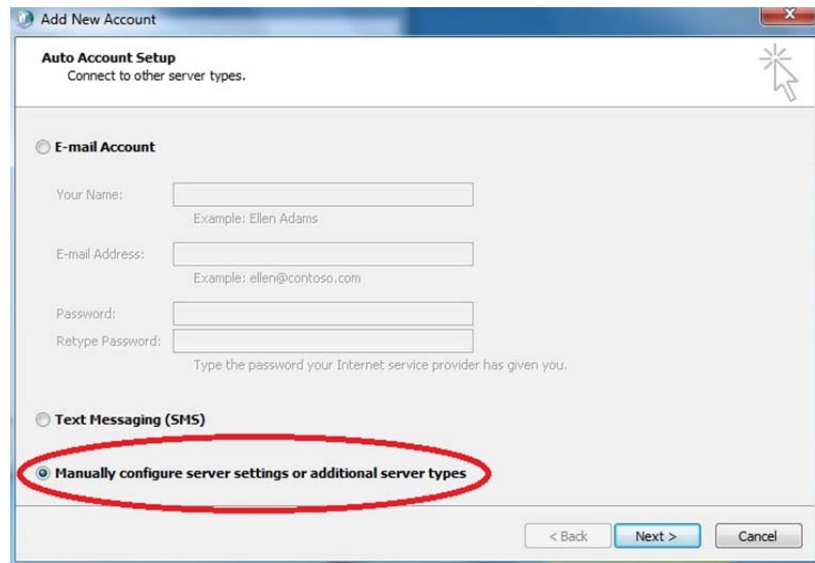 Add New Account
Auto Account Setup
Connect to other server types.
E-mail Account
Your Name:
Example: Ellen Adams
E-mail Address:
Example: ellen@contoso.com
Password:
Retype Password:
Type the password your Internet service provider has given you.
Text Messaging (SMS)
Manually configure server settings or additional server types
< Back Next > Cancel